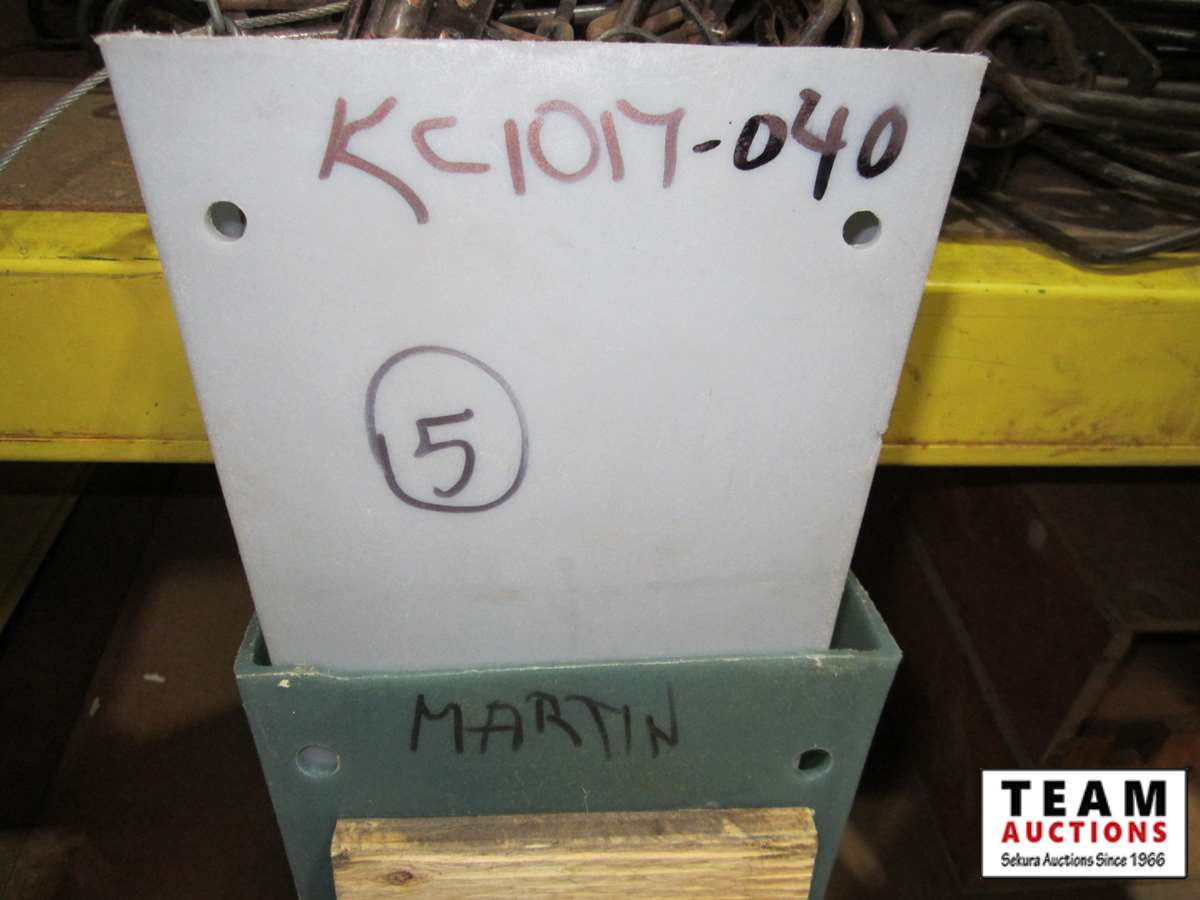 KC1017-040
5
MARTIN
TEAM
AUCTIONS
Sekura Auctions Since 1966